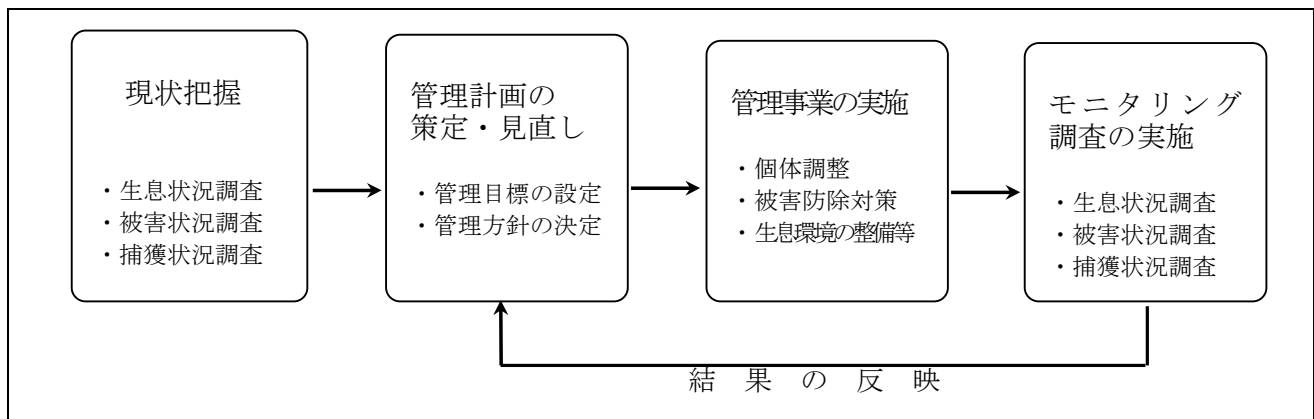 現状把握
・生息状況調査
・被害状況調査
・捕獲状況調査
管理計画の
策定・見直し
・管理目標の設定
・管理方針の決定
管理事業の実施
・個体調整
・被害防除対策
・生息環境の整備等
モニタリング
調査の実施
・生息状況調査
・被害状況調査
・捕獲状況調査
結果の反映